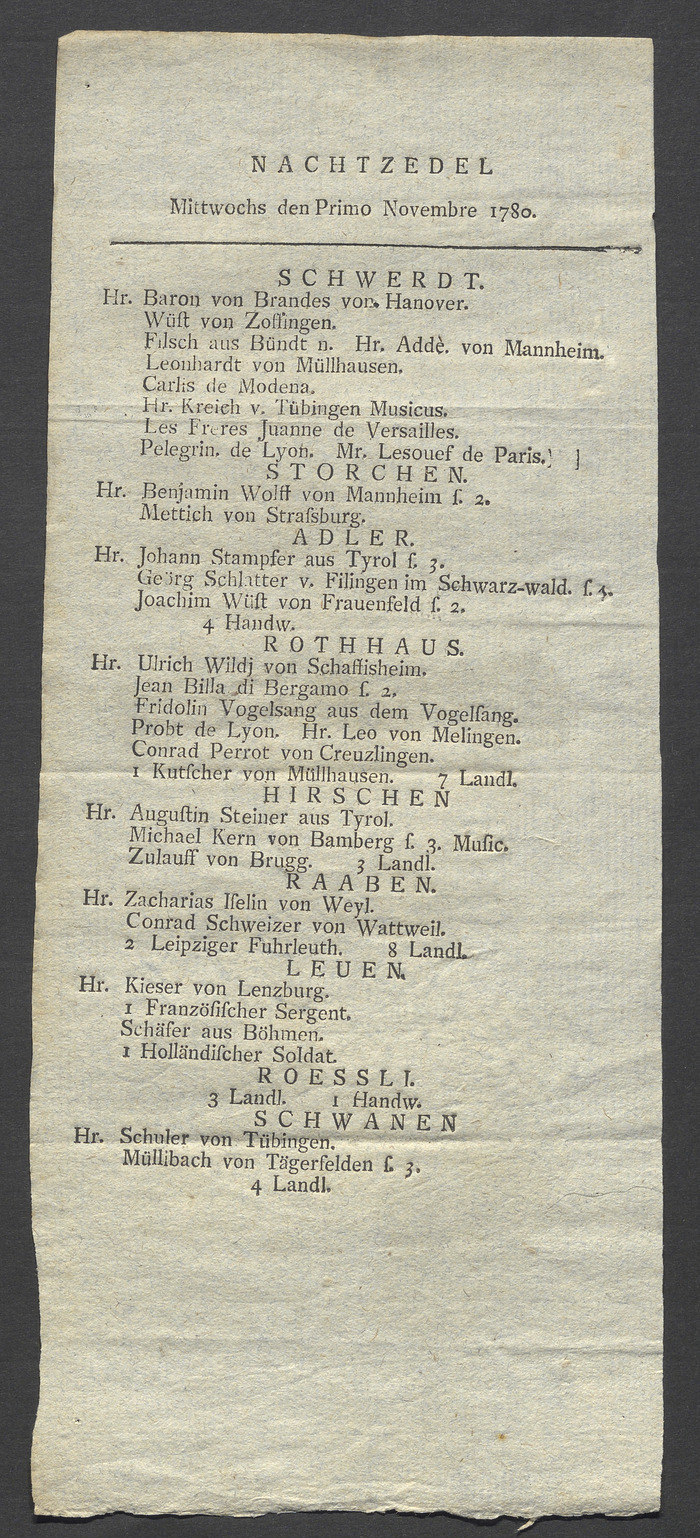 NACHTZEDEL
Mittwochs den Primo Novembre 1780.
SCHWERDT.
Hr. Baron von Brandes von Hanover.
Wüſt von Zoffingen.
Filsch aus Bündt n. Hr. Addè. von Mannheim.
Leonhardt von Müllhausen.
Carlis de Modena.
Hr. Kreich v. Tübingen Musicus.
Les Freres Juanne de Versailles.
Pelegrin. de Lyon. Mr. Lesouef de Paris.
STORCHEN.
Hr. Benjamin Wolff von Mannheim ſ. 2.
Mettich von Straſsburg.
ADLER.
Hr. Johann Stampfer aus Tyrol ſ. 3.
Georg Schlatter v. Filingen im Schwarz-wald. ſ.
Joachim Wüſt von Frauenfeld ſ. 2.
4 Handw.
ROTHHAUS.
Hr. Ulrich Wildj von Schaffisheim.
Jean Billa di Bergamo ſ. 2.
Fridolin Vogelsang aus dem Vogelſang.
Probt de Lyon. Hr. Leo von Melingen.
Conrad Perrot von Creuzlingen.
1 Kutſcher von Müllhausen. 7 Landl.
HIRSCHEN
Hr. Auguſtin Steiner aus Tyrol.
Michael Kern von Bamberg ſ. 3. Muſic.
Zulauff von Brugg. 3 Landl.
RAABEN.
Hr. Zacharias Iſelin von Weyl.
Conrad Schweizer von Wattweil.
2 Leipziger Fuhrleuth. 8 Landl.
LEUEN.
Hr. Kieser von Lenzburg.
1 Franzöſiſcher Sergent.
Schäfer aus Böhmen.
1 Holländiſcher Soldat.
ROESSLI.
3 Landl. 1 Handw.
SCHWANEN
Hr. Schuler von Tübingen.
Müllibach von Tägerfelden ſ. 3.
4 Landl.